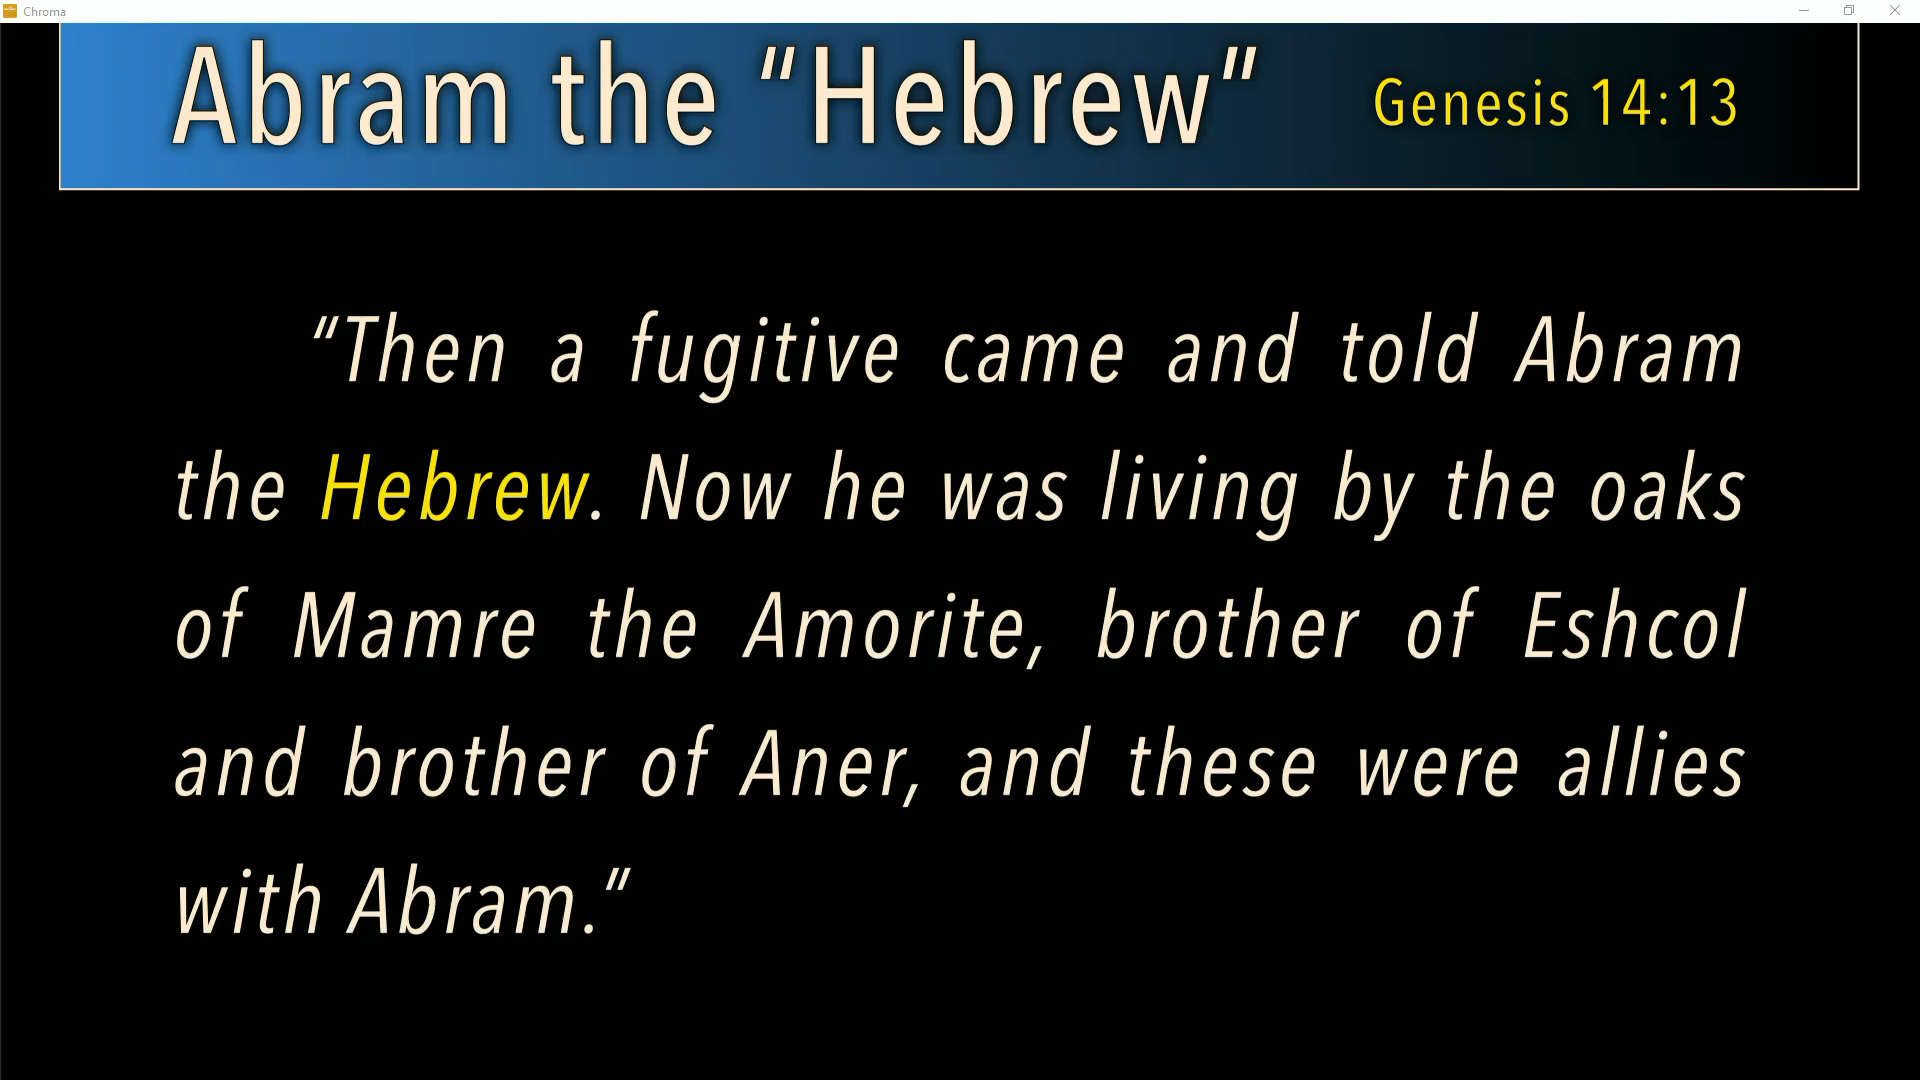 Chroma
Abram the “Hebrew” Genesis 14:13
“Then a fugitive came and told Abram
the Hebrew. Now he was living by the oaks
of Mamre the Amorite, brother of Eshcol
and brother of Aner, and these were allies
with Abram.”